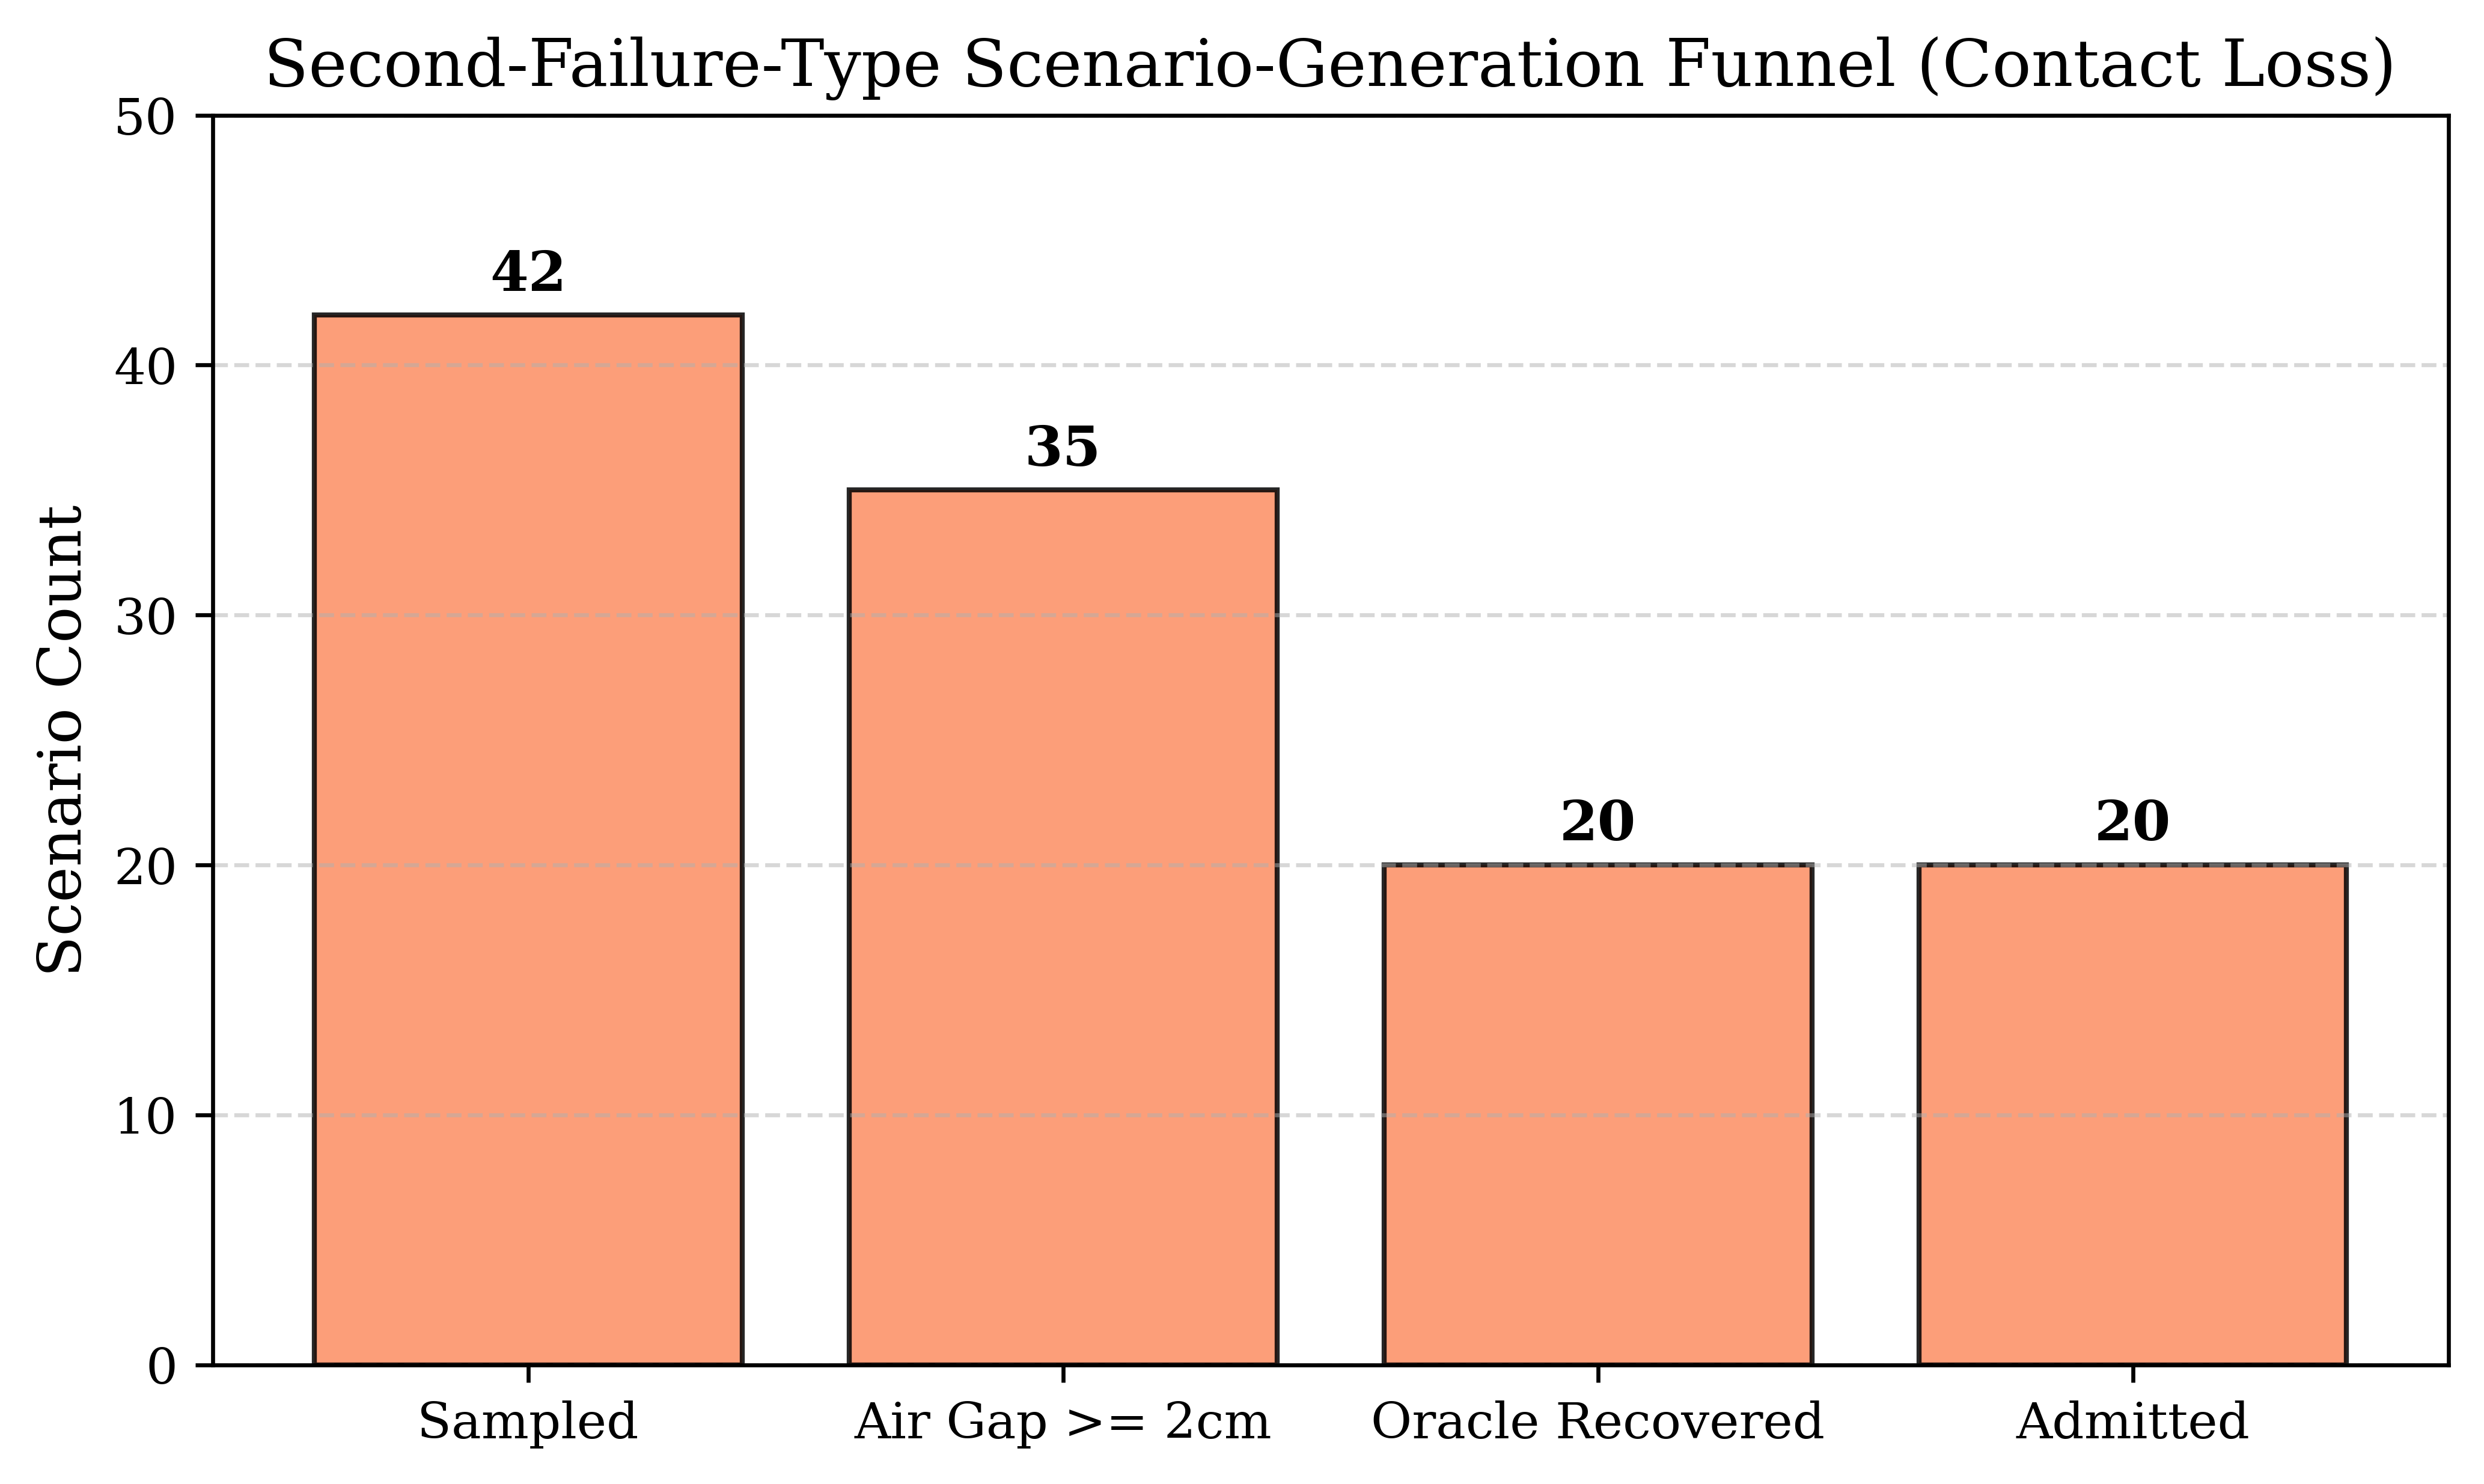 Second-Failure-Type Scenario-Generation Funnel (Contact Loss)
Scenario Count
50
40
30
20
10
0
42
35
20
20
Sampled
Air Gap >= 2cm
Oracle Recovered
Admitted